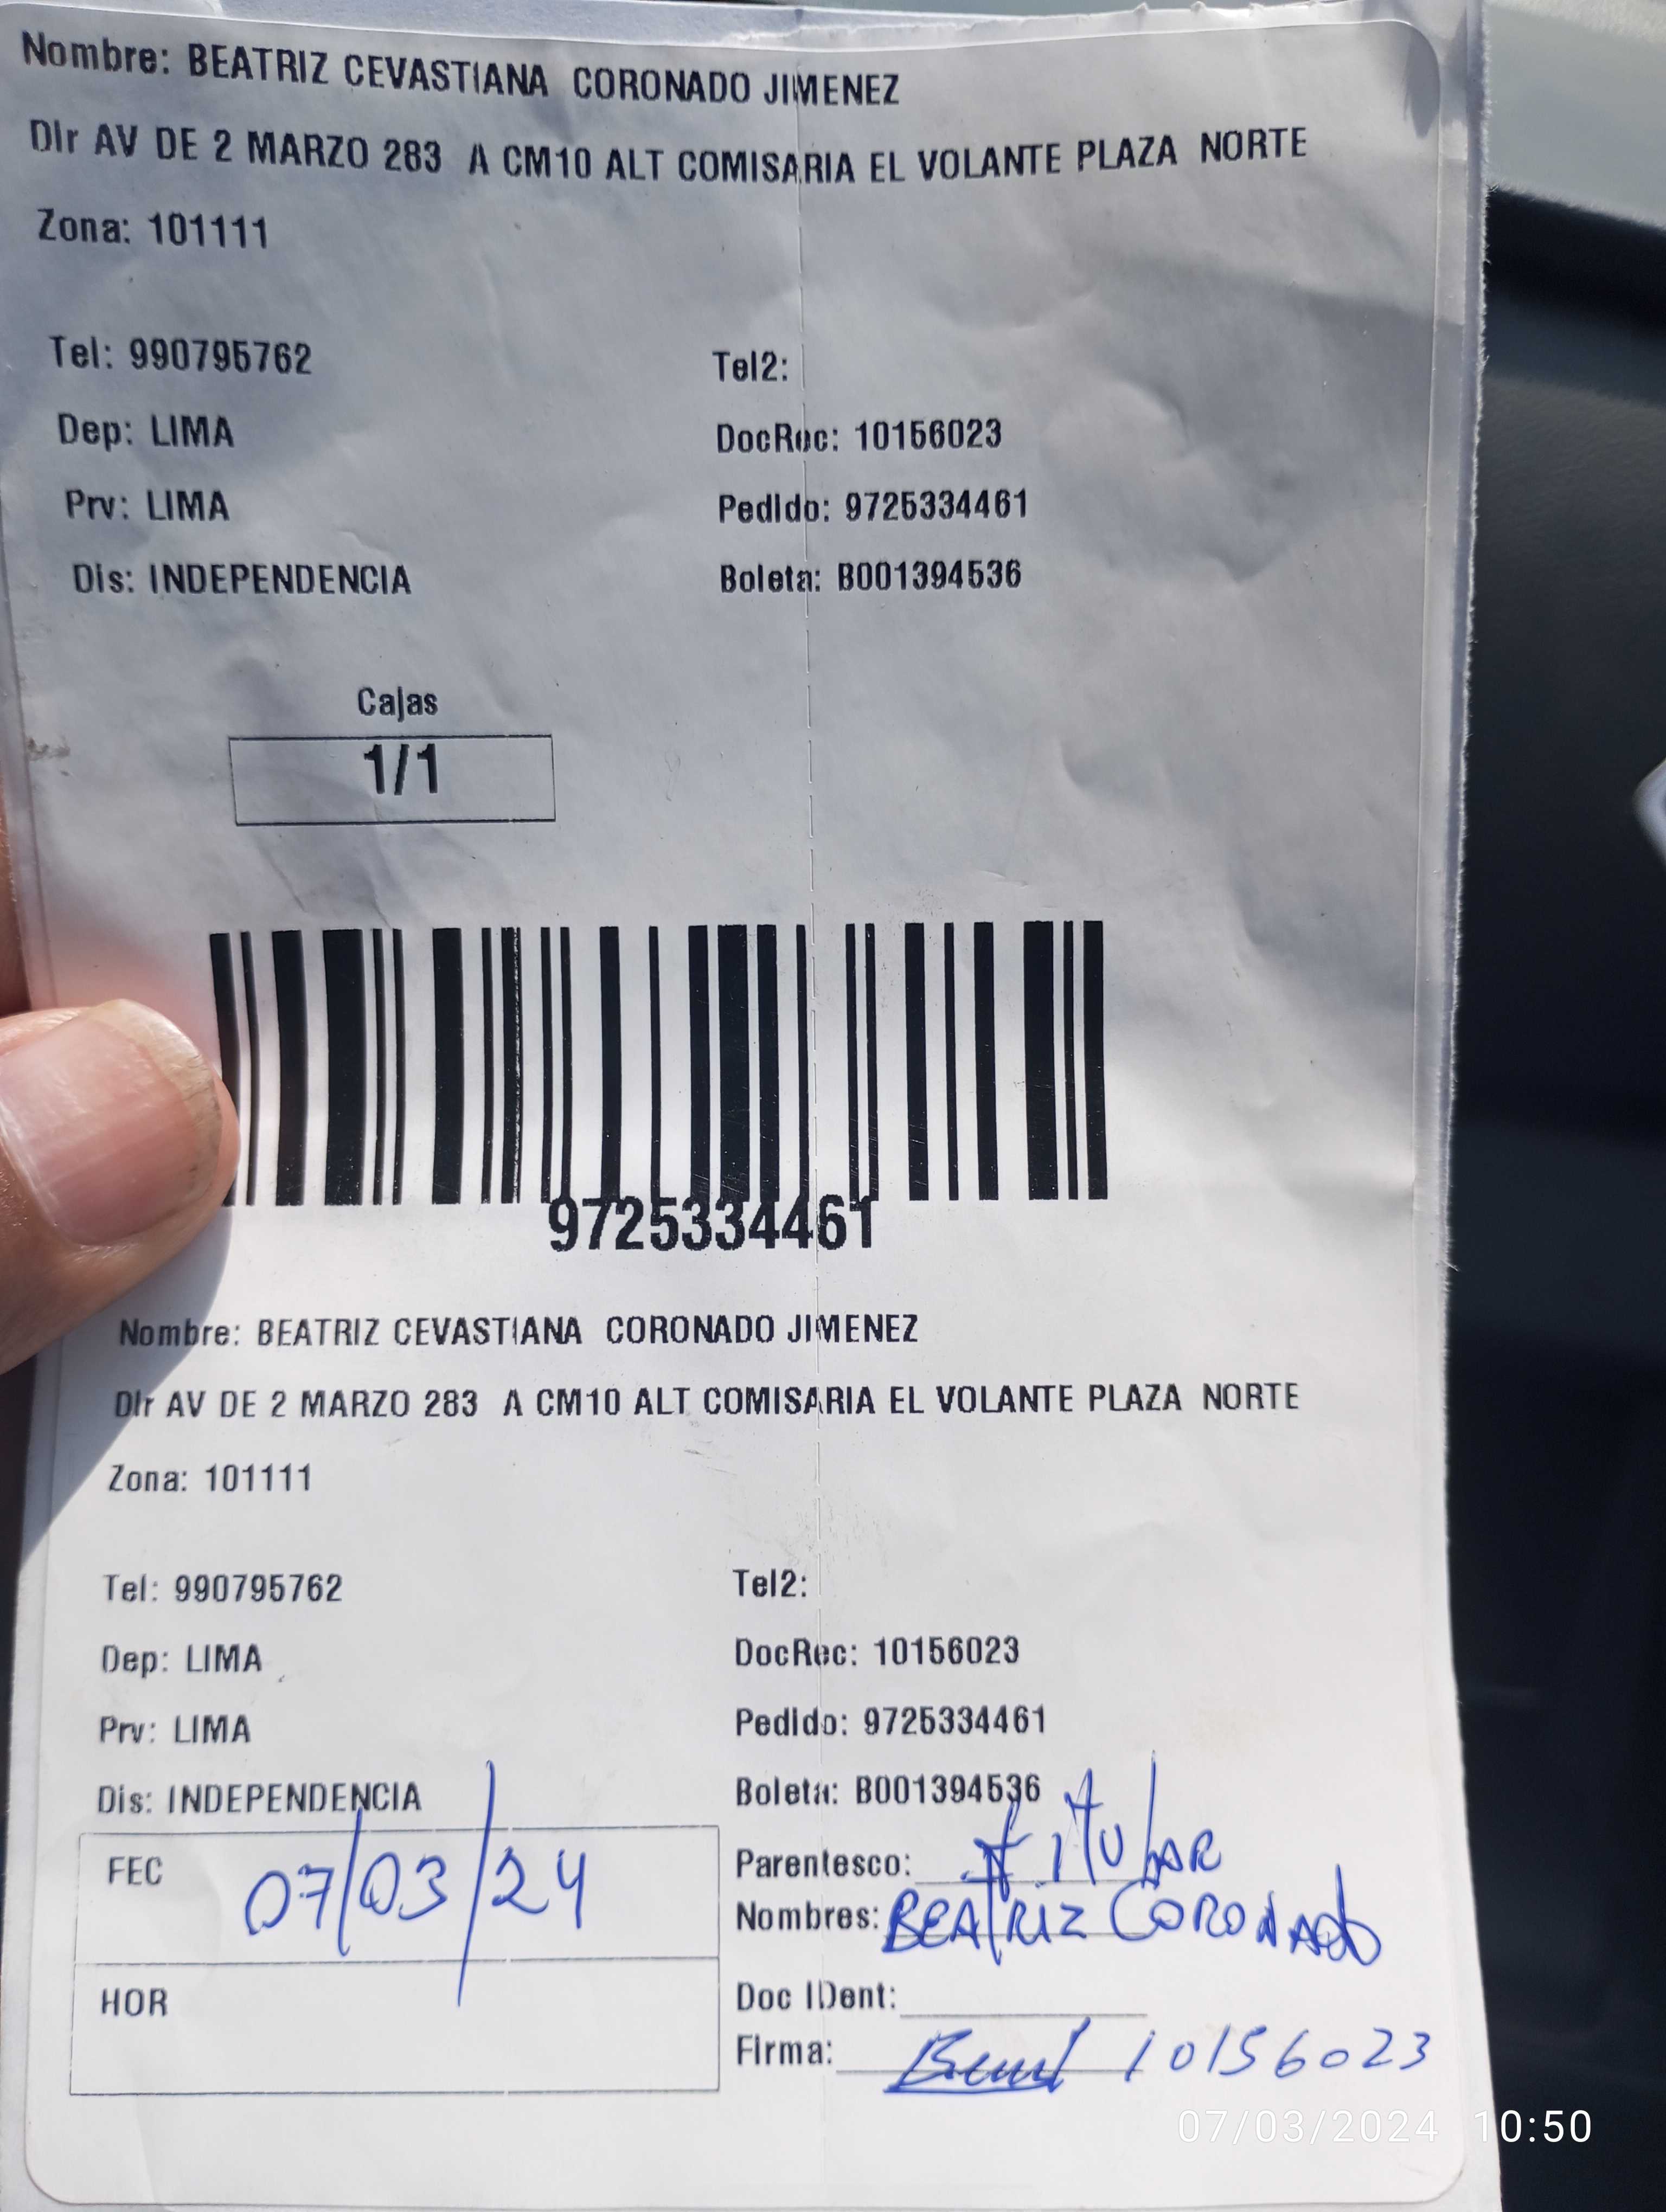 Nombre: BEATRIZ CEVASTIANA CORONADO JIMENEZ
Dir AV DE 2 MARZO 283 A CM10 ALT COMISARIA EL VOLANTE PLAZA NORTE
Zona: 101111
Tel: 990795762 Tel2:
Dep: LIMA DocRec: 10156023
Prv: LIMA Pedido: 9725334461
Dis: INDEPENDENCIA Boleta: B001394536
Cajas
1/1
9725334461
Nombre: BEATRIZ CEVASTIANA CORONADO JIMENEZ
Dir AV DE 2 MARZO 283 A CM10 ALT COMISARIA EL VOLANTE PLAZA NORTE
Zona: 101111
Tel: 990795762 Tel2:
Dep: LIMA DocRec: 10156023
Prv: LIMA Pedido: 9725334461
Dis: INDEPENDENCIA Boleta: B001394536
FEC 07/03/24 Parentesco: titular
Nombres: BEATRIZ CORONADO
HOR Doc IDent:
Firma: 10156023
07/03/2024 10:50